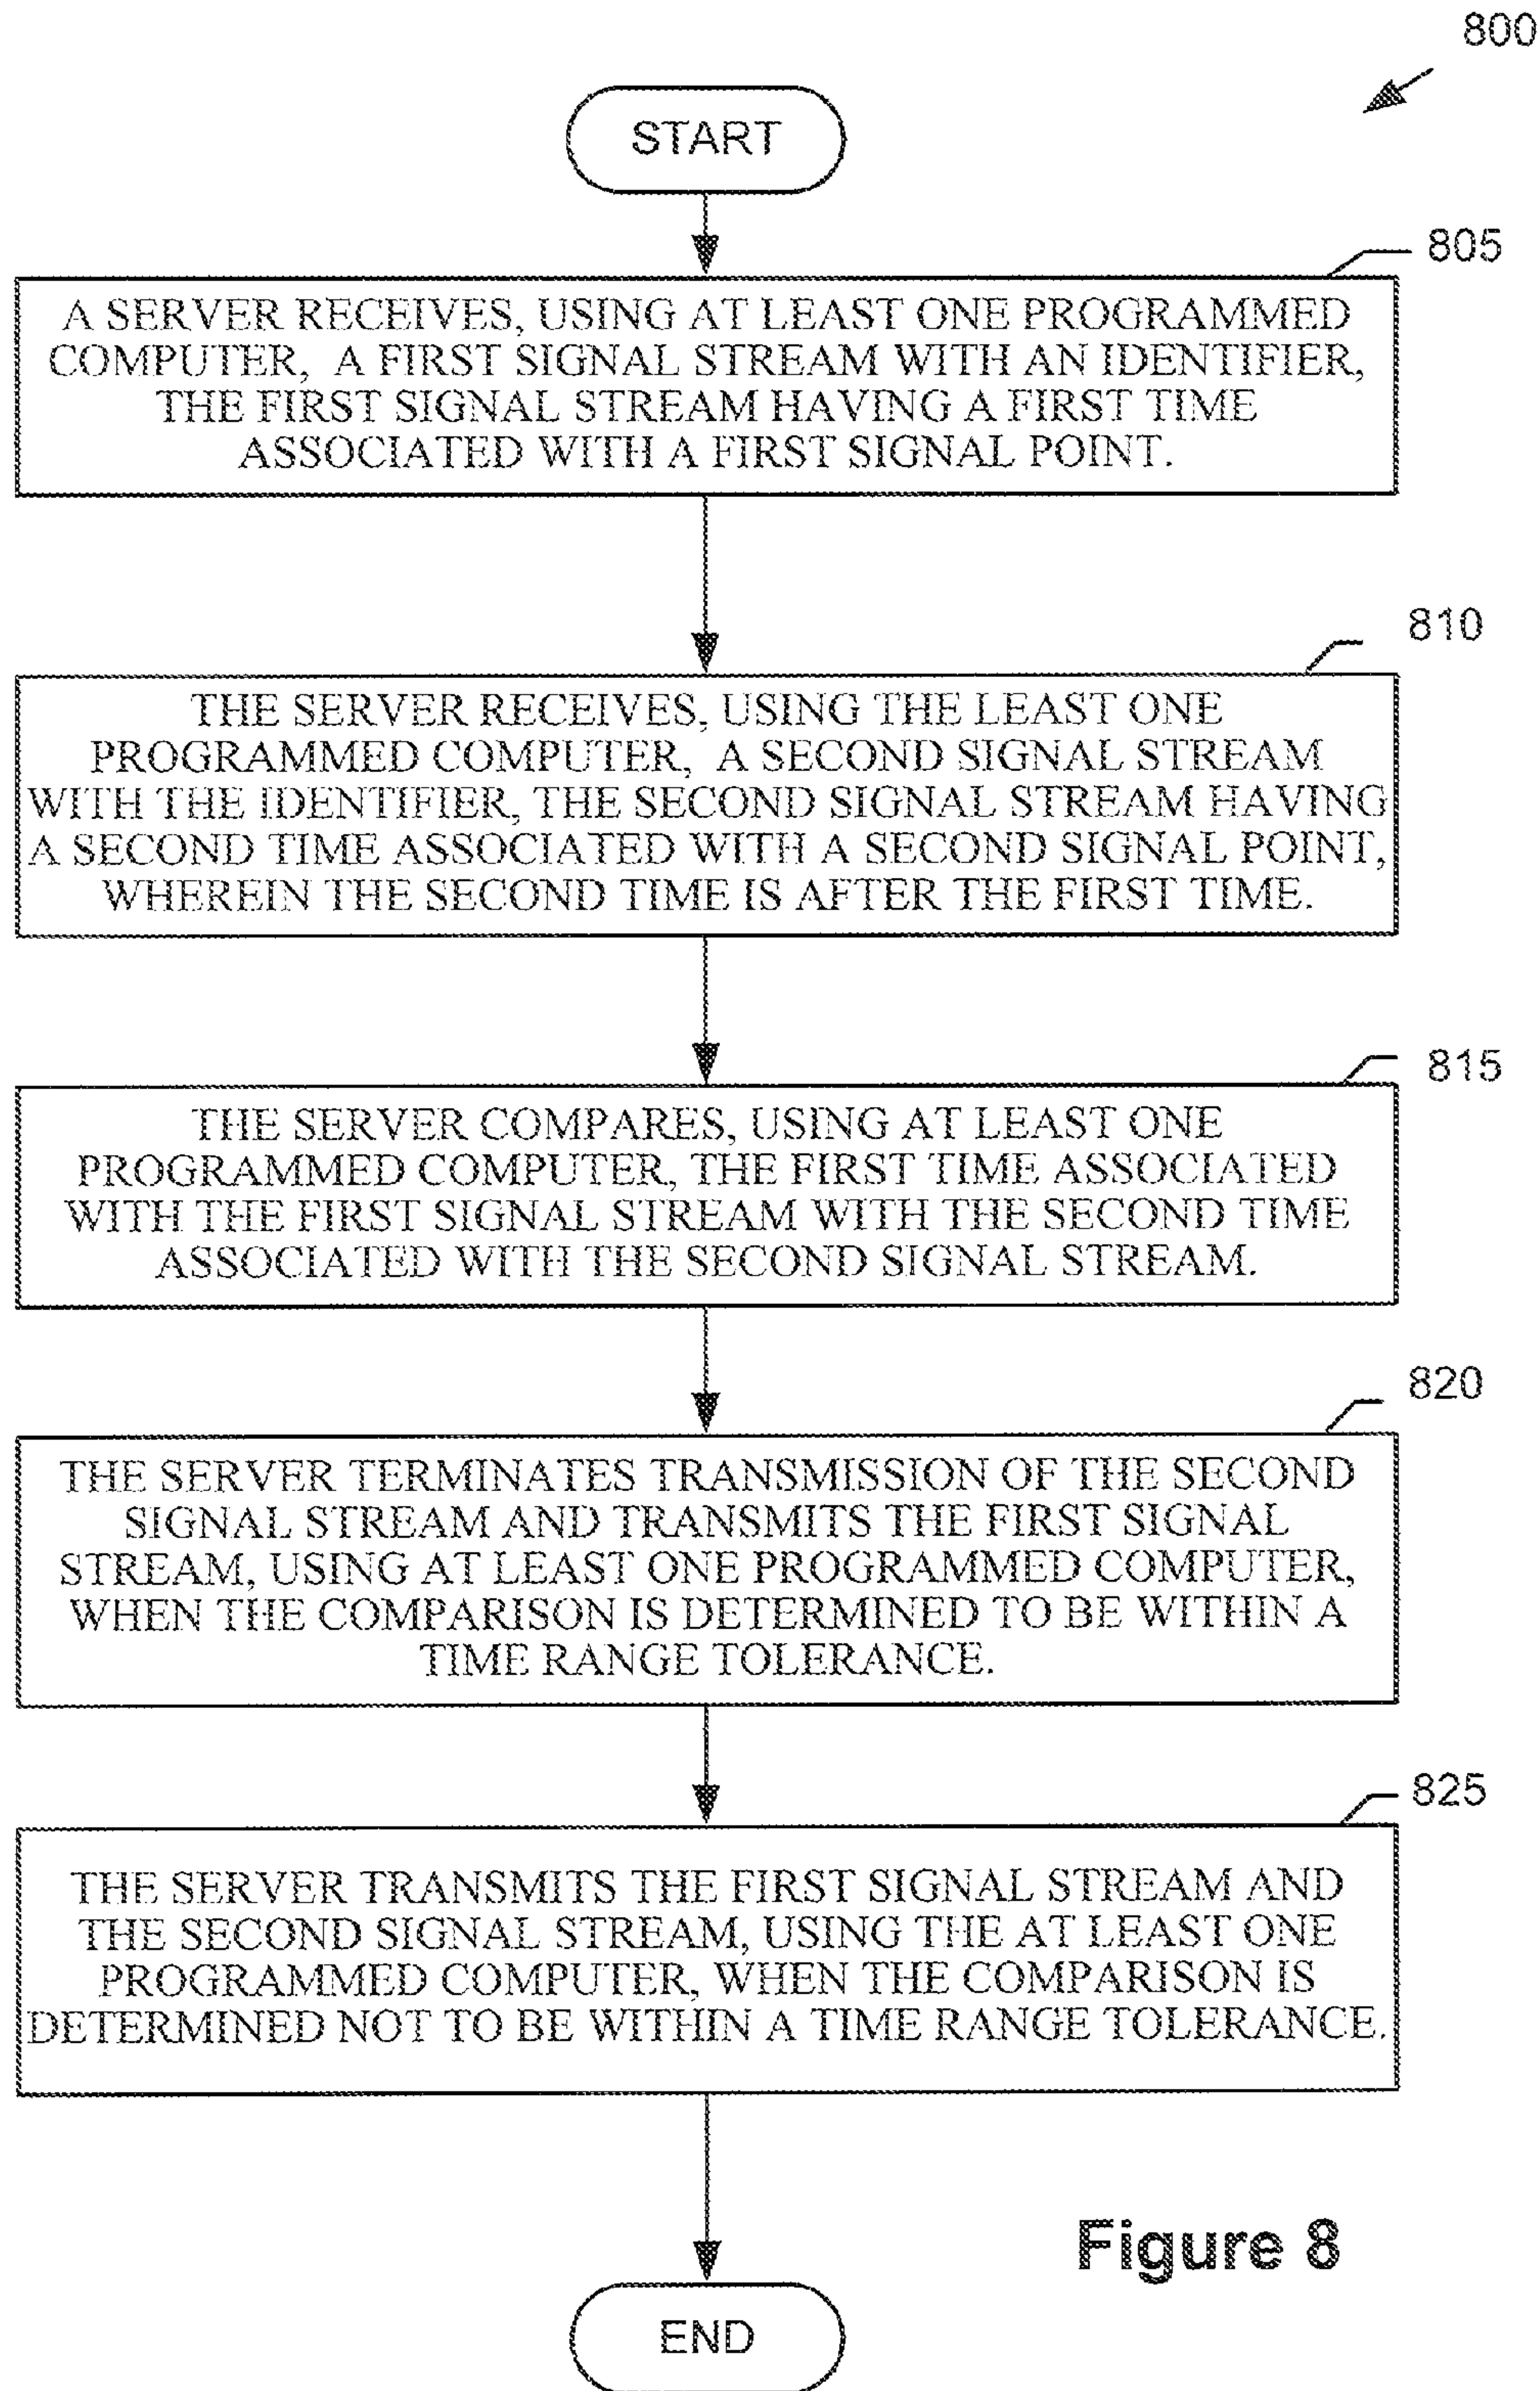 800
START
805
A SERVER RECEIVES, USING AT LEAST ONE PROGRAMMED
COMPUTER, A FIRST SIGNAL STREAM WITH AN IDENTIFIER,
THE FIRST SIGNAL STREAM HAVING A FIRST TIME
ASSOCIATED WITH A FIRST SIGNAL POINT.
810
THE SERVER RECEIVES, USING THE LEAST ONE
PROGRAMMED COMPUTER, A SECOND SIGNAL STREAM
WITH THE IDENTIFIER, THE SECOND SIGNAL STREAM HAVING
A SECOND TIME ASSOCIATED WITH A SECOND SIGNAL POINT,
WHEREIN THE SECOND TIME IS AFTER THE FIRST TIME.
815
THE SERVER COMPARES, USING AT LEAST ONE
PROGRAMMED COMPUTER, THE FIRST TIME ASSOCIATED
WITH THE FIRST SIGNAL STREAM WITH THE SECOND TIME
ASSOCIATED WITH THE SECOND SIGNAL STREAM.
820
THE SERVER TERMINATES TRANSMISSION OF THE SECOND
SIGNAL STREAM AND TRANSMITS THE FIRST SIGNAL
STREAM, USING AT LEAST ONE PROGRAMMED COMPUTER,
WHEN THE COMPARISON IS DETERMINED TO BE WITHIN A
TIME RANGE TOLERANCE.
825
THE SERVER TRANSMITS THE FIRST SIGNAL STREAM AND
THE SECOND SIGNAL STREAM, USING THE AT LEAST ONE
PROGRAMMED COMPUTER, WHEN THE COMPARISON IS
DETERMINED NOT TO BE WITHIN A TIME RANGE TOLERANCE.
Figure 8
END